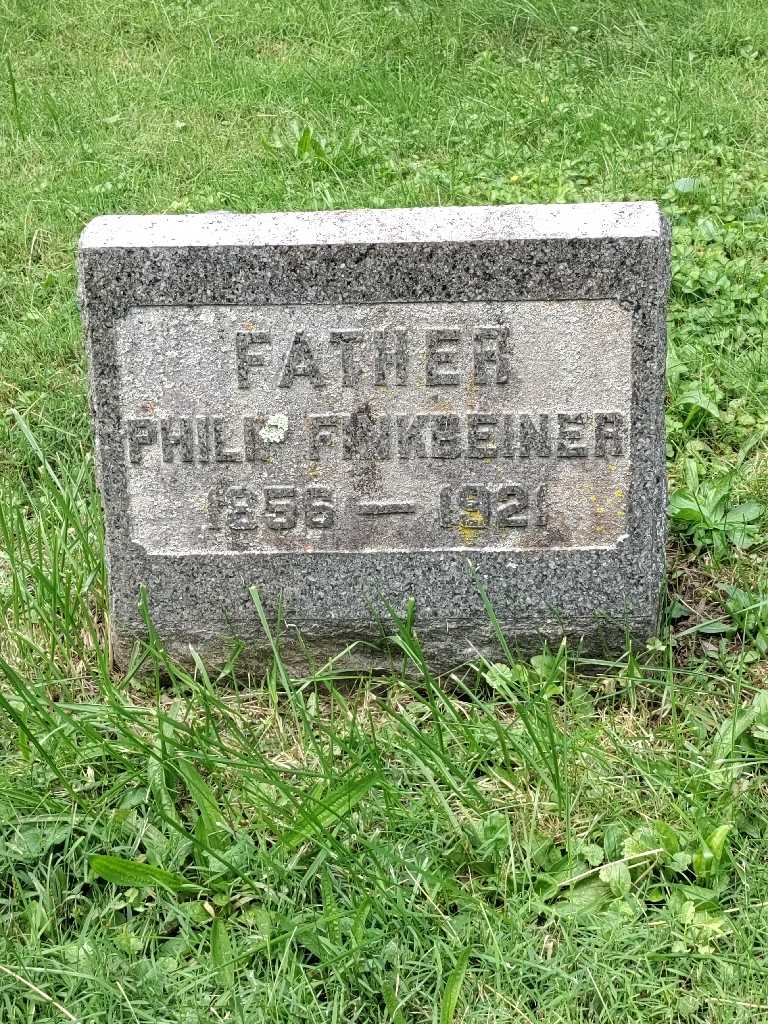 FATHER
PHILIP FINKBEINER
1856 — 1921